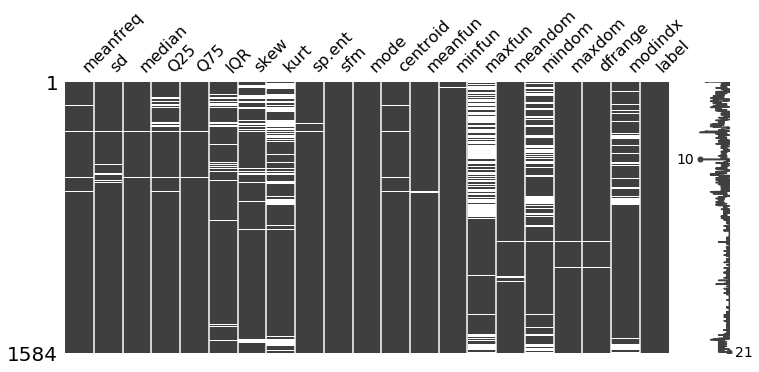 meanfreq
sd
median
Q25
Q75
IQR
skew
kurt
sp.ent
sfm
mode
centroid
meanfun
minfun
maxfun
meandom
mindom
maxdom
dfrange
modindx
label
1
10
1584
21